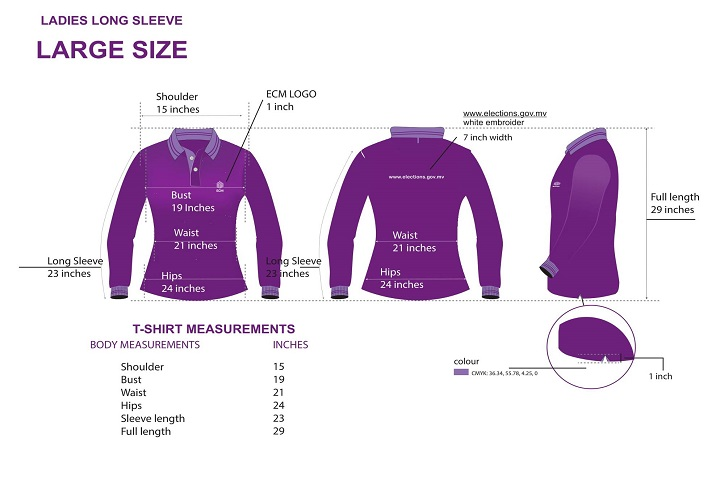 LADIES LONG SLEEVE
LARGE SIZE
Shoulder
15 inches
ECM LOGO
1 inch
www.elections.gov.mv
white embroider
7 inch width
www.elections.gov.mv
ECM
Bust
19 Inches
Waist
21 inches
Hips
24 inches
Long Sleeve
23 inches
Waist
21 inches
Hips
24 inches
Long Sleeve
23 inches
Full length
29 inches
T-SHIRT MEASUREMENTS
BODY MEASUREMENTS INCHES
Shoulder 15
Bust 19
Waist 21
Hips 24
Sleeve length 23
Full length 29
colour
CMYK: 36.34, 55.78, 4.25, 0
1 inch